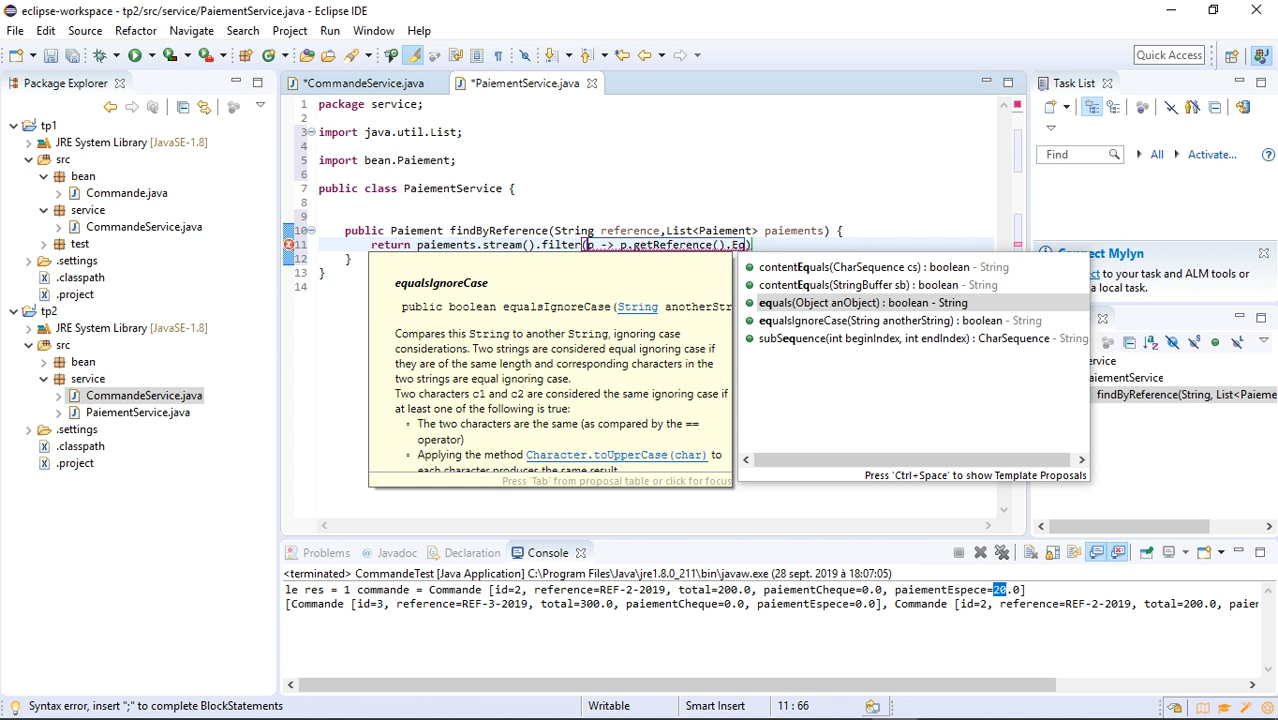 eclipse-workspace - tp2/src/service/PaiementService.java - Eclipse IDE
File Edit Source Refactor Navigate Search Project Run Window Help
Quick Access
Package Explorer
tp1
JRE System Library [JavaSE-1.8]
src
bean
Commande.java
service
CommandeService.java
test
.settings
.classpath
.project
tp2
JRE System Library [JavaSE-1.8]
src
bean
service
CommandeService.java
PaiementService.java
.settings
.classpath
.project
*CommandeService.java
*PaiementService.java
1 package service;
2
3 import java.util.List;
4
5 import bean.Paiement;
6
7 public class PaiementService {
8
9
10 public Paiement findByReference(String reference,List<Paiement> paiements) {
11 return paiements.stream().filter(p -> p.getReference().Eq)
12 }
13 }
14
equalsIgnoreCase
public boolean equalsIgnoreCase(String anotherStr
Compares this String to another String, ignoring case
considerations. Two strings are considered equal ignoring case if
they are of the same length and corresponding characters in the
two strings are equal ignoring case.
Two characters c1 and c2 are considered the same ignoring case if
at least one of the following is true:
The two characters are the same (as compared by the ==
operator)
Applying the method Character.toUpperCase(char) to
each character produces the same result
Press 'Tab' from proposal table or click for focus
contentEquals(CharSequence cs) : boolean - String
contentEquals(StringBuffer sb) : boolean - String
equals(Object anObject) : boolean - String
equalsIgnoreCase(String anotherString) : boolean - String
subSequence(int beginIndex, int endIndex) : CharSequence - String
Press 'Ctrl+Space' to show Template Proposals
Task List
Find All Activate...
Connect Mylyn
to your task and ALM tools or
a local task.
findByReference(String, List<Paieme
Problems Javadoc Declaration Console
<terminated> CommandeTest [Java Application] C:\Program Files\Java\jre1.8.0_211\bin\javaw.exe (28 sept. 2019 à 18:07:05)
le res = 1 commande = Commande [id=2, reference=REF-2-2019, total=200.0, paiementCheque=0.0, paiementEspece=20.0]
[Commande [id=3, reference=REF-3-2019, total=300.0, paiementCheque=0.0, paiementEspece=0.0], Commande [id=2, reference=REF-2-2019, total=200.0, paiem
Syntax error, insert ";" to complete BlockStatements
Writable
Smart Insert
11 : 66